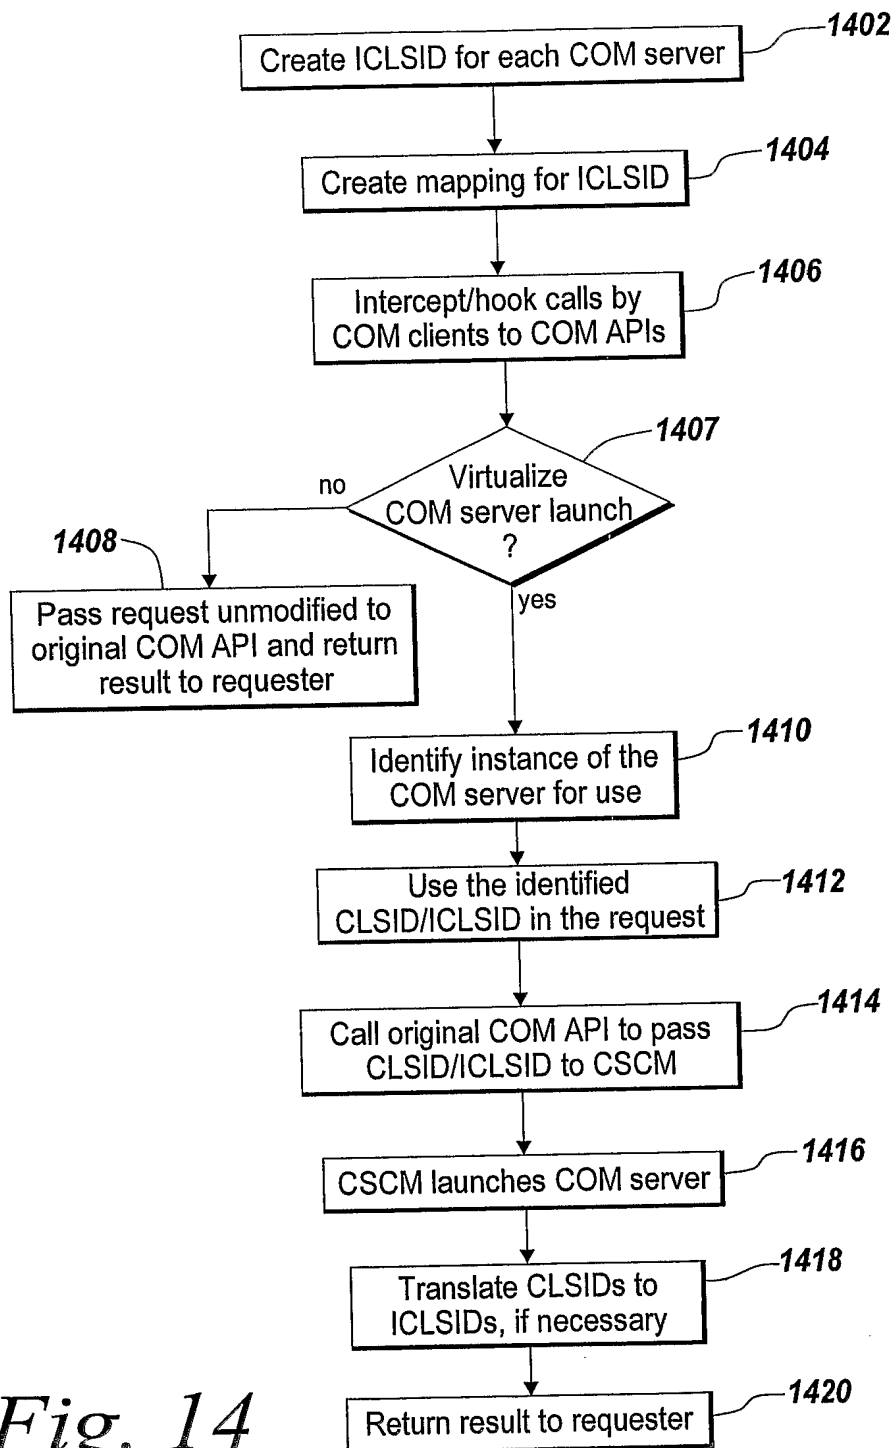 1402
Create ICLSID for each COM server
1404
Create mapping for ICLSID
1406
Intercept/hook calls by
COM clients to COM APIs
1407
Virtualize
COM server launch
?
no
yes
1408
Pass request unmodified to
original COM API and return
result to requester
1410
Identify instance of the
COM server for use
1412
Use the identified
CLSID/ICLSID in the request
1414
Call original COM API to pass
CLSID/ICLSID to CSCM
1416
CSCM launches COM server
1418
Translate CLSIDs to
ICLSIDs, if necessary
1420
Return result to requester
Fig. 14